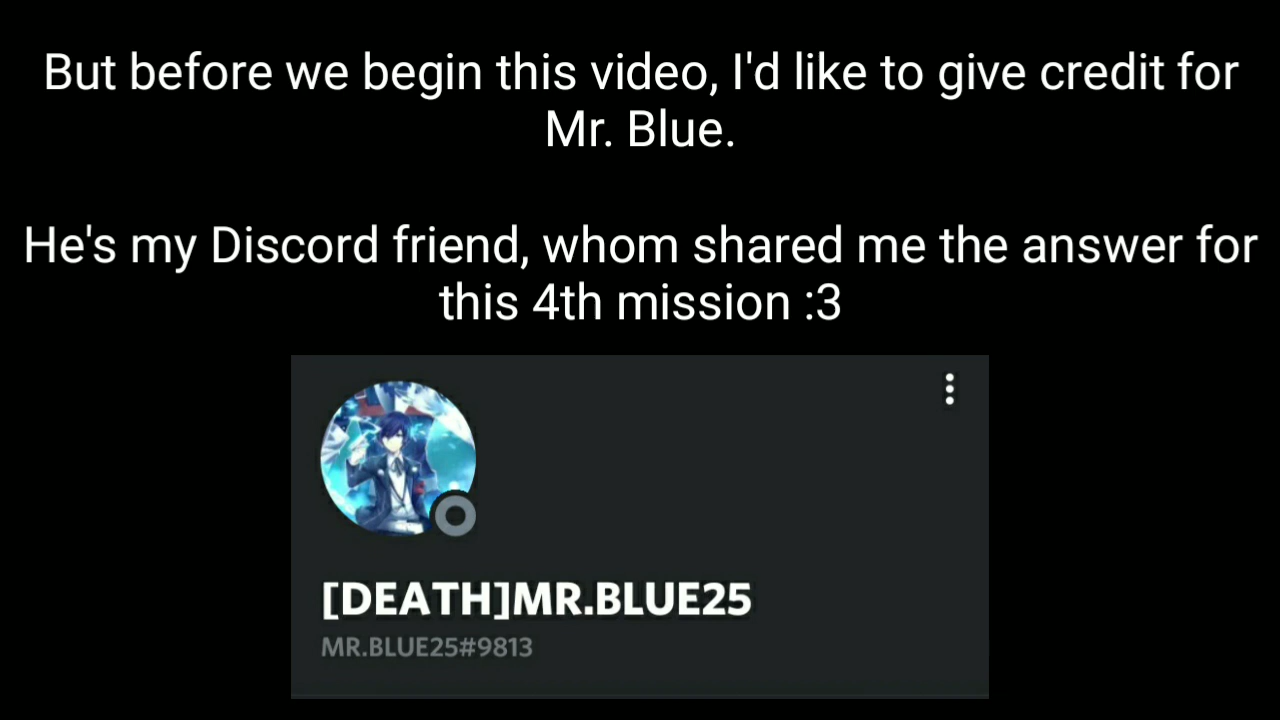 But before we begin this video, I'd like to give credit for
Mr. Blue.
He's my Discord friend, whom shared me the answer for
this 4th mission :3
[DEATH]MR.BLUE25
MR.BLUE25#9813